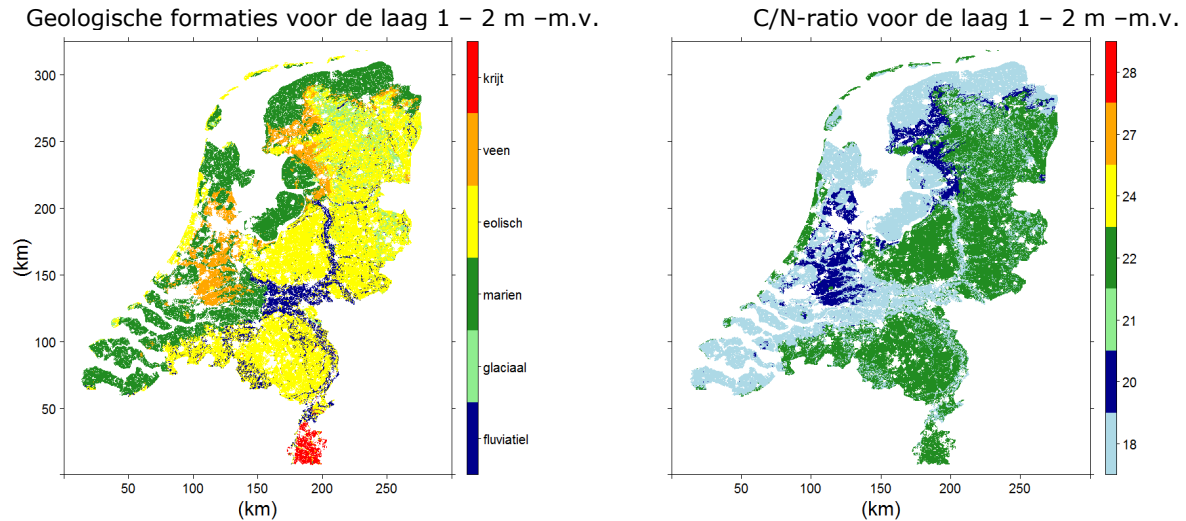 Geologische formaties voor de laag 1 – 2 m –m.v.
300
250
200
150
100
50
(km)
50
100
150
200
250
(km)
krijt
veen
eolisch
marien
glaciaal
fluviatiel
C/N-ratio voor de laag 1 – 2 m –m.v.
50
100
150
200
250
(km)
28
27
24
22
21
20
18